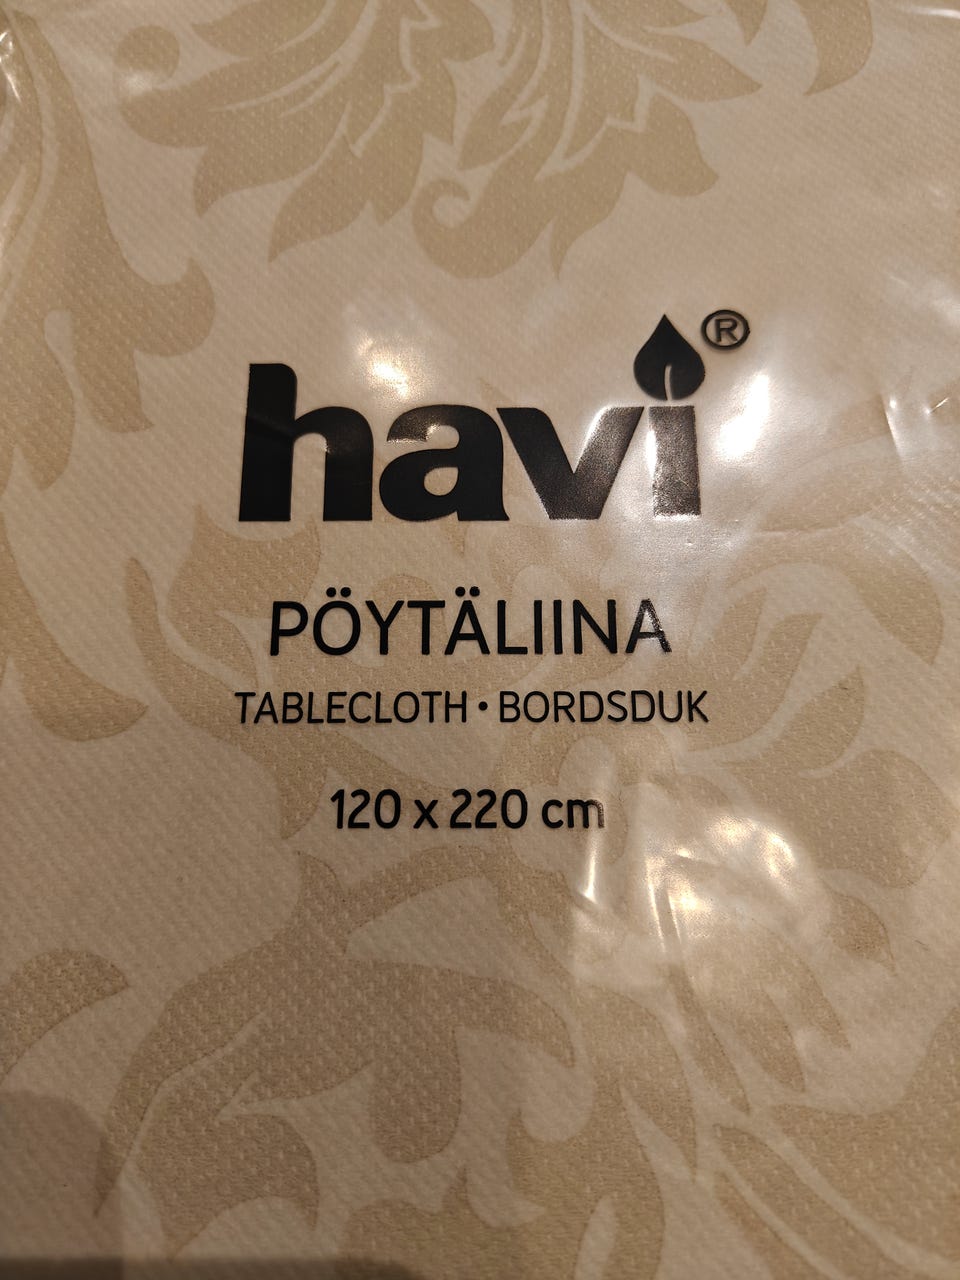 havi®
PÖYTÄLIINA
TABLECLOTH • BORDSDUK
120 x 220 cm